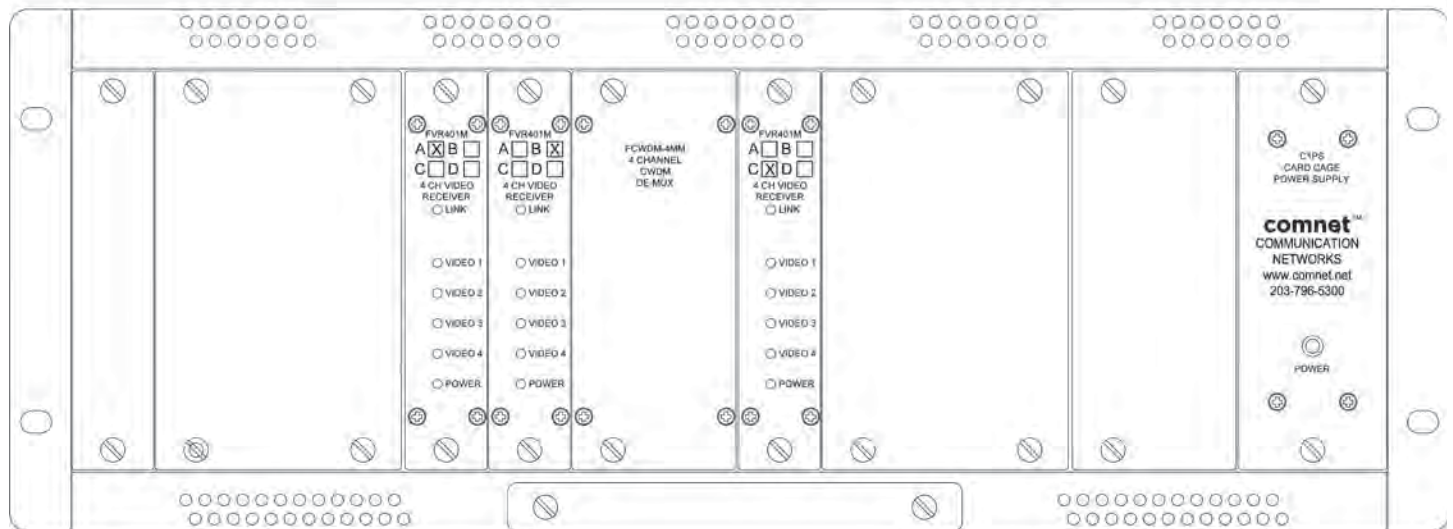 FVR401M
A X B
C D
4 CH VIDEO
RECEIVER
LINK
VIDEO 1
VIDEO 2
VIDEO 3
VIDEO 4
POWER
FVR401M
A B X
C D
4 CH VIDEO
RECEIVER
LINK
VIDEO 1
VIDEO 2
VIDEO 3
VIDEO 4
POWER
FCWDM-4MM
4 CHANNEL
CWDM
DE-MUX
FVR401M
A B
C X D
4 CH VIDEO
RECEIVER
LINK
VIDEO 1
VIDEO 2
VIDEO 3
VIDEO 4
POWER
C1PS
CARD CAGE
POWER SUPPLY
comnet™
COMMUNICATION
NETWORKS
www.comnet.net
203-796-5300
POWER